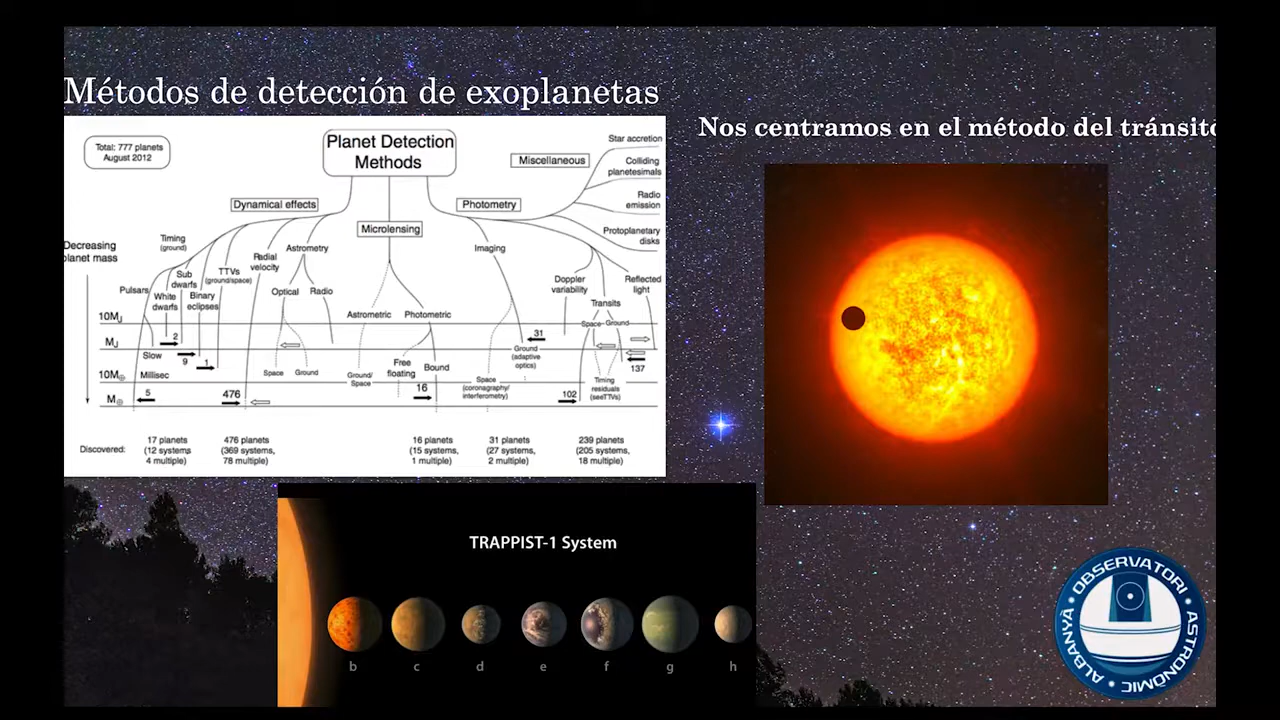 Métodos de detección de exoplanetas
Nos centramos en el método del tránsito
Total: 777 planets
August 2012
Planet Detection
Methods
Miscellaneous
Star accretion
Colliding
planetesimals
Radio
emission
Protoplanetary
disks
Dynamical effects
Microlensing
Photometry
Decreasing
planet mass
Timing
(ground)
Pulsars
White
dwarfs
Sub
dwarfs
Binary
eclipses
TTVs
(ground/space)
Radial
velocity
Astrometry
Optical
Radio
Astrometric
Photometric
Imaging
Doppler
variability
Transits
Space
Ground
Reflected
light
10MJ
MJ
10M⊕
M⊕
Slow
Millisec
2
9
1
5
476
Space
Ground
Ground/
Space
Free
floating
Bound
16
Space
(coronagraphy/
interferometry)
Ground
(adaptive
optics)
31
102
Timing
residuals
(seeTTVs)
137
Discovered:
17 planets
(12 systems,
4 multiple)
476 planets
(369 systems,
78 multiple)
16 planets
(15 systems,
1 multiple)
31 planets
(27 systems,
2 multiple)
239 planets
(205 systems,
18 multiple)
TRAPPIST-1 System
b c d e f g h
OBSERVATORI ASTRONÒMIC ALBANYÀ